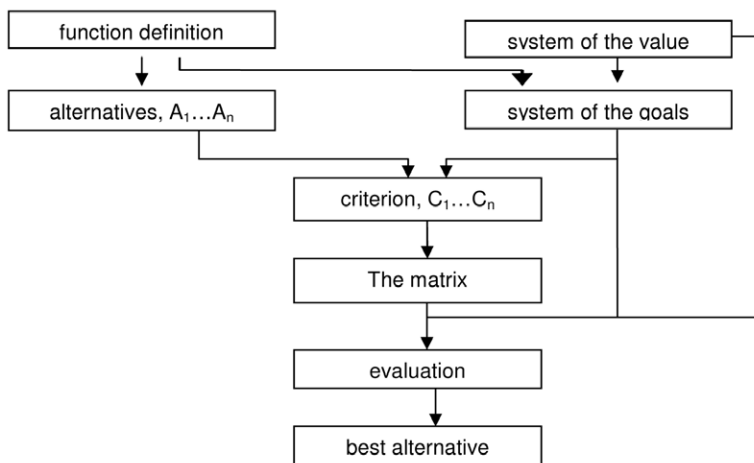 function definition
system of the value
alternatives, A₁…Aₙ
system of the goals
criterion, C₁…Cₙ
The matrix
evaluation
best alternative